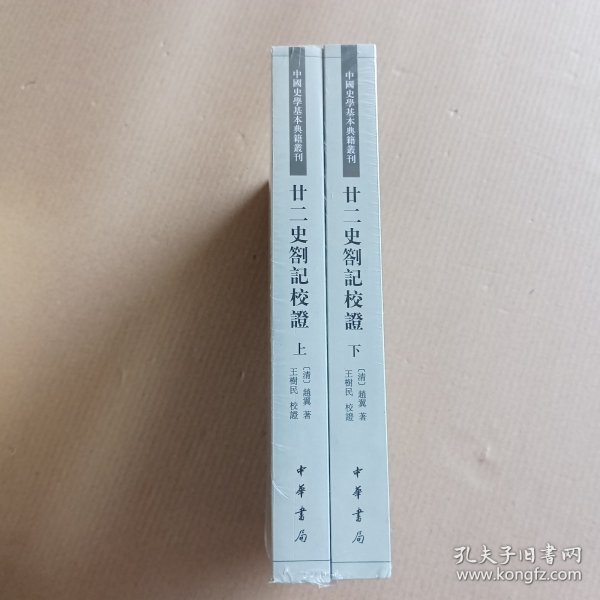 中國史學基本典籍叢刊
廿二史劄記校證
上
〔清〕趙翼 著
王樹民 校證
中華書局
中國史學基本典籍叢刊
廿二史劄記校證
下
〔清〕趙翼 著
王樹民 校證
中華書局
孔夫子旧书网
www.kongfz.com